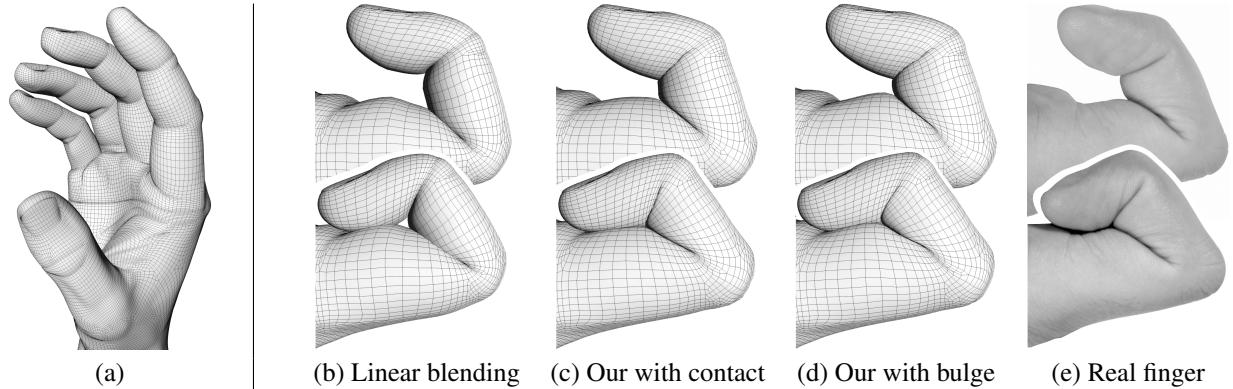 (a)
(b) Linear blending
(c) Our with contact
(d) Our with bulge
(e) Real finger